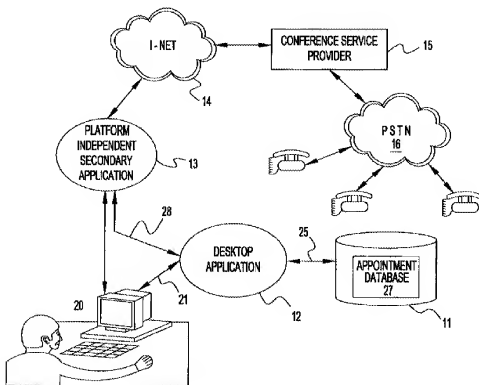 I - NET
14
CONFERENCE SERVICE
PROVIDER
15
PSTN
16
PLATFORM
INDEPENDENT
SECONDARY
APPLICATION
13
28
DESKTOP
APPLICATION
12
25
APPOINTMENT
DATABASE
27
11
20
21